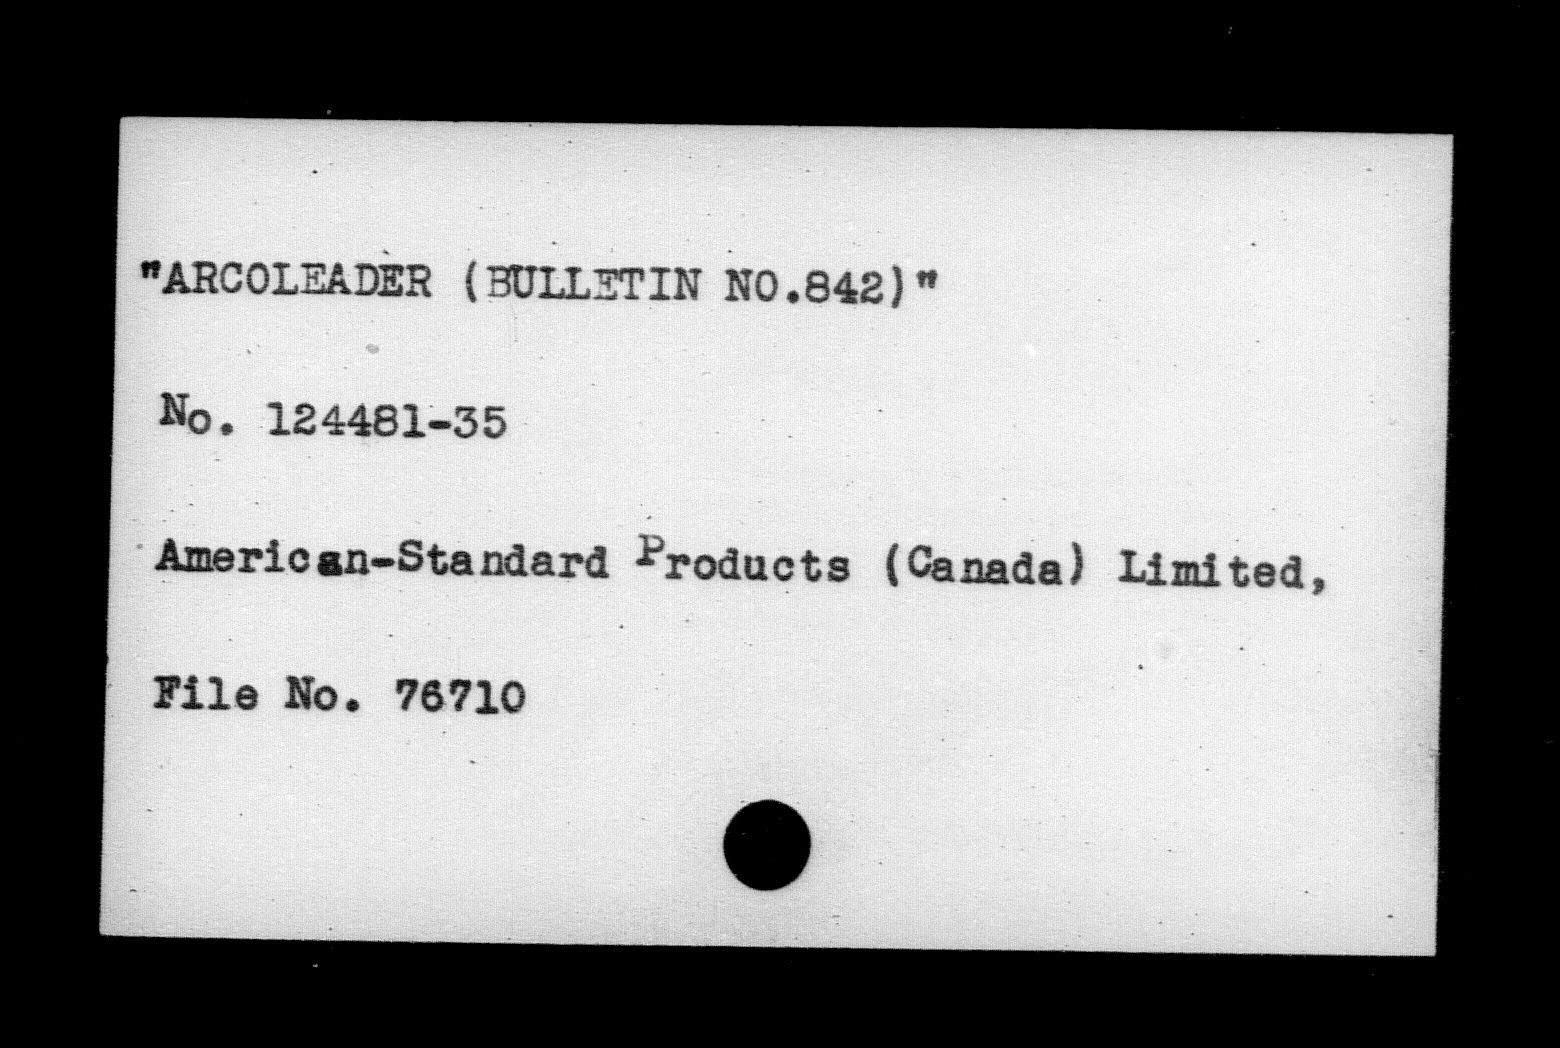 "ARCOLEADER (BULLETIN NO.842)"
No. 124481-35
American-Standard Products (Canada) Limited,
File No. 76710